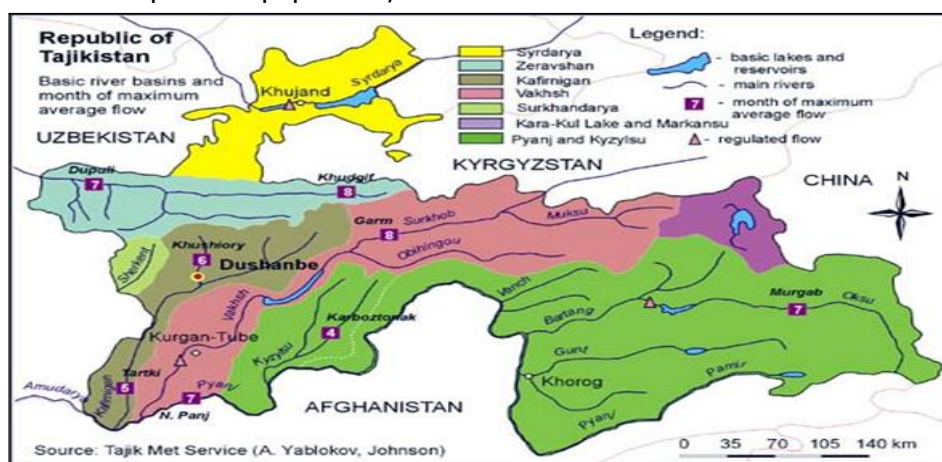 Republic of
Tajikistan
Basic river basins and
month of maximum
average flow
Syrdarya
Zeravshan
Kafirnigan
Vakhsh
Surkhandarya
Kara-Kul Lake and Markansu
Pyanj and Kyzylsu
Legend:
- basic lakes and
reservoirs
- main rivers
7 - month of maximum
average flow
- regulated flow
Khujand
Syrdarya
UZBEKISTAN
KYRGYZSTAN
CHINA
N
Dupuli
7
Khudgif
8
Garm
8
Surkhob
Muksu
Obihingou
Khushiory
6
Sherkent
Dushanbe
Vakhsh
Vanch
Bartang
Murgab
7
Oksu
Karboztonak
4
Kurgan-Tube
Kyzylsu
Gunt
Pamir
Khorog
Tartki
5
Kafirnigan
Amudarya
Pyanj
7
N. Panj
AFGHANISTAN
Pyanj
Source: Tajik Met Service (A. Yablokov, Johnson)
0 35 70 105 140 km